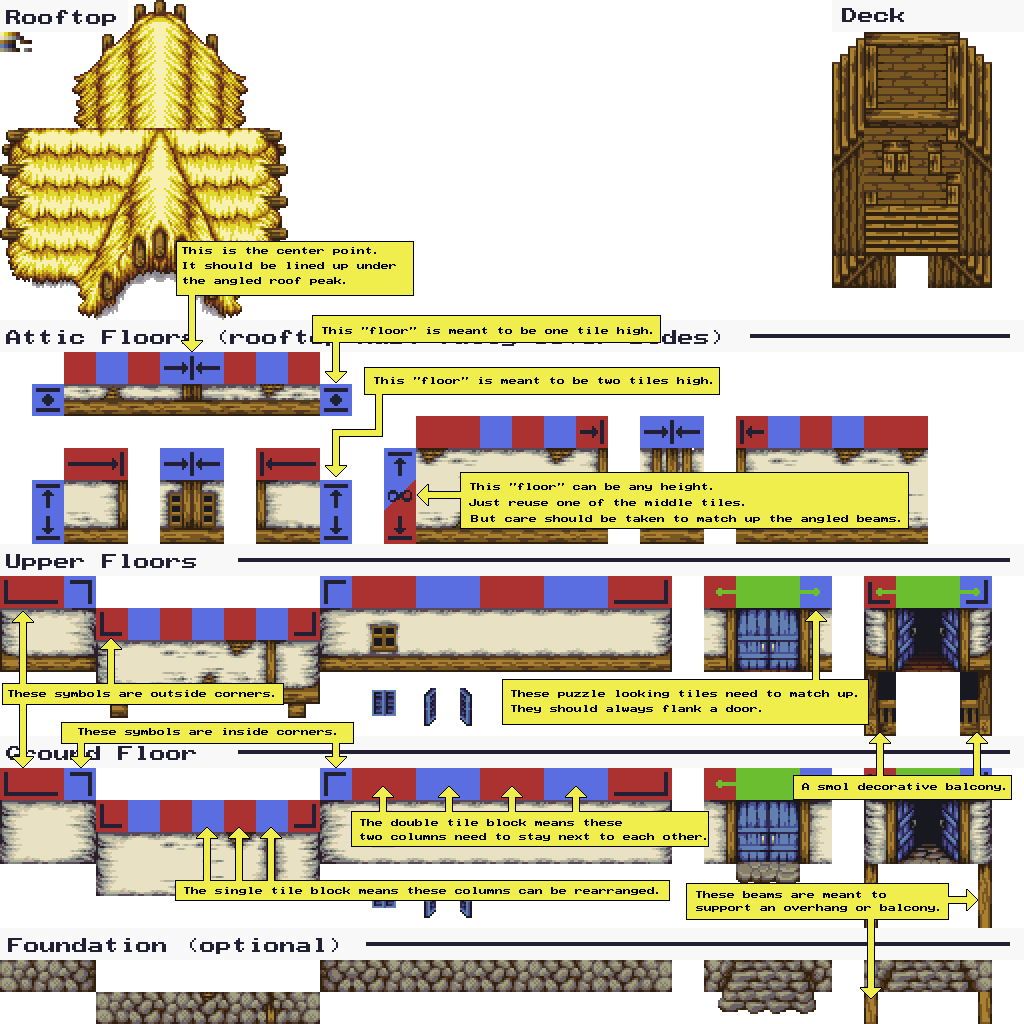 Rooftop
Deck
This is the center point.
It should be lined up under
the angled roof peak.
This "floor" is meant to be one tile high.
Attic Floors (rooftop
This "floor" is meant to be two tiles high.
This "floor" can be any height.
Just reuse one of the middle tiles.
But care should be taken to match up the angled beams.
Upper Floors
These symbols are outside corners.
These puzzle looking tiles need to match up.
They should always flank a door.
These symbols are inside corners.
Ground Floor
A smol decorative balcony.
The double tile block means these
two columns need to stay next to each other.
The single tile block means these columns can be rearranged.
These beams are meant to
support an overhang or balcony.
Foundation (optional)